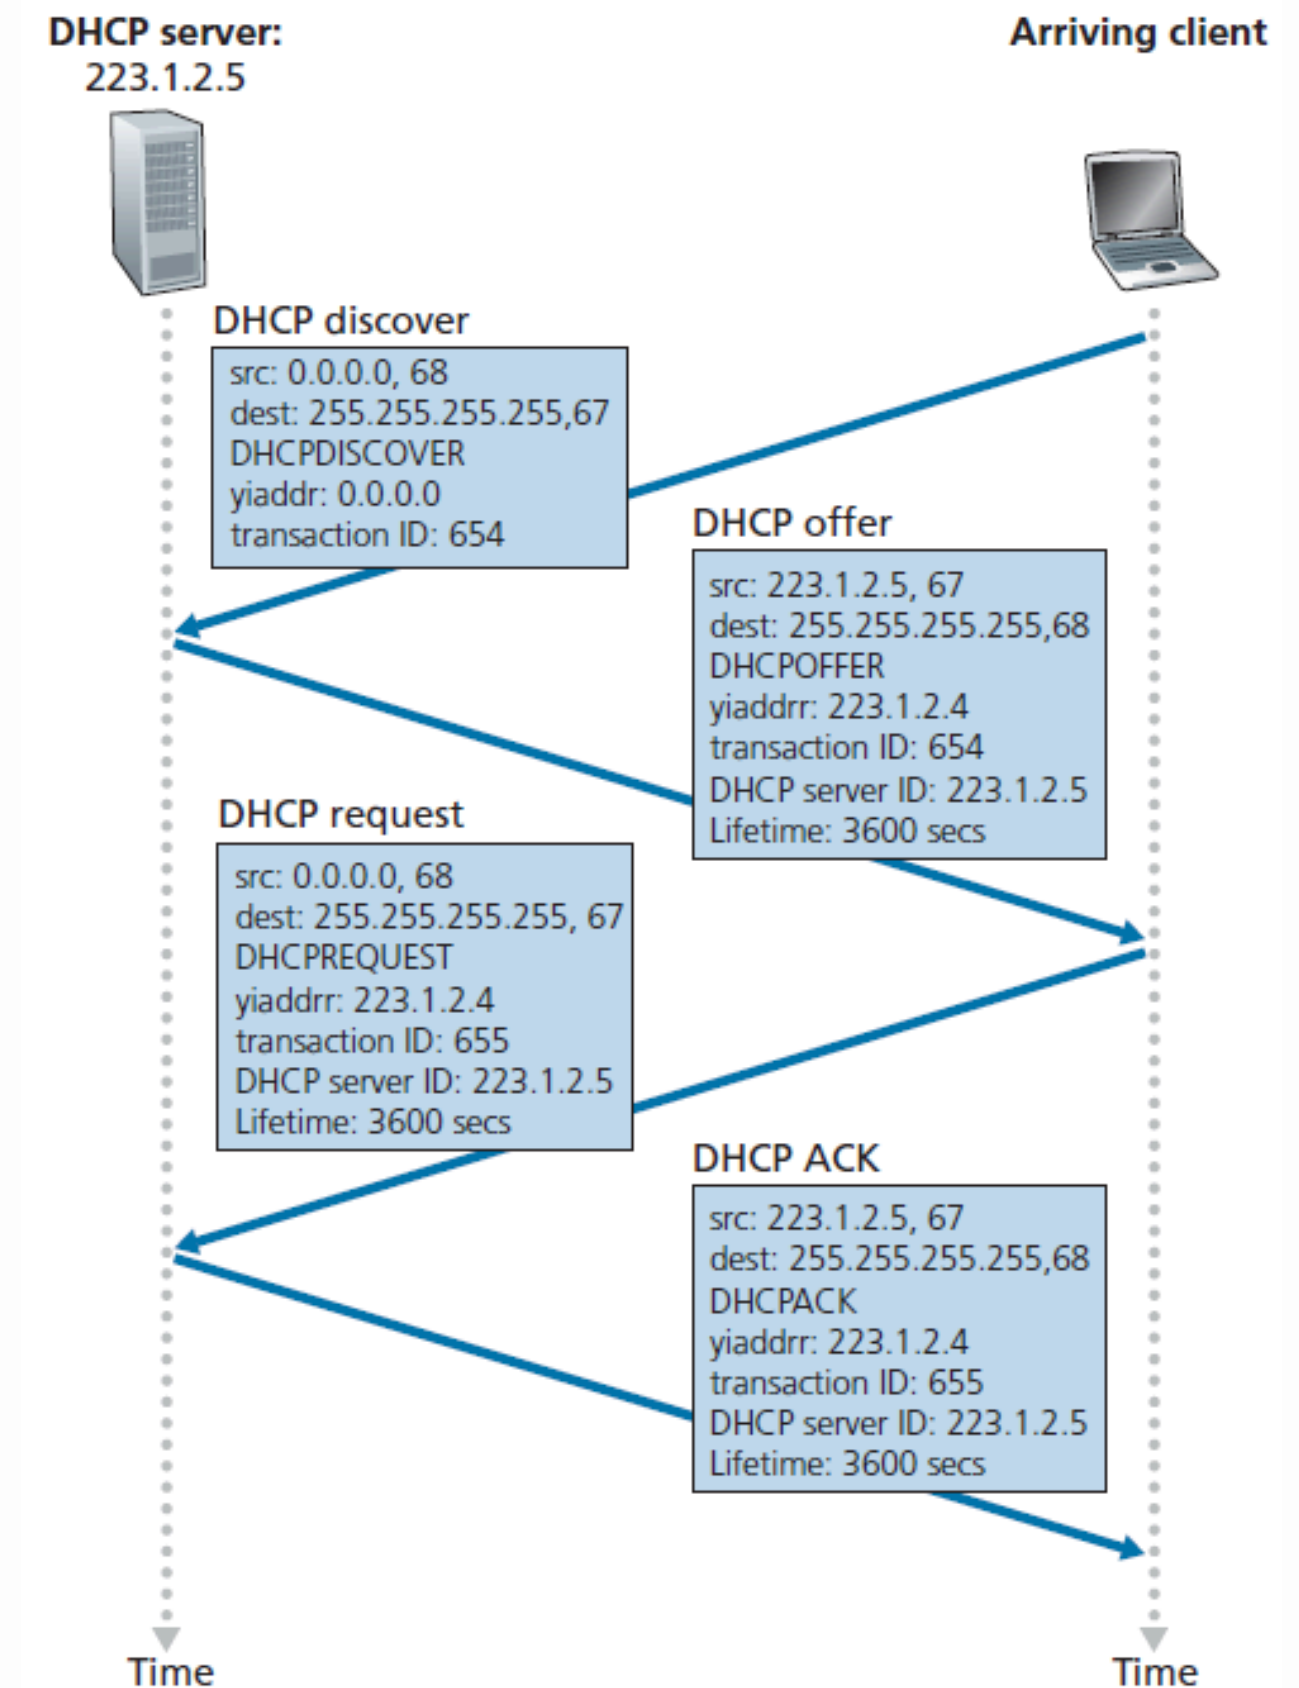 DHCP server:
223.1.2.5
Arriving client
DHCP discover
src: 0.0.0.0, 68
dest: 255.255.255.255,67
DHCPDISCOVER
yiaddr: 0.0.0.0
transaction ID: 654
DHCP offer
src: 223.1.2.5, 67
dest: 255.255.255.255,68
DHCPOFFER
yiaddrr: 223.1.2.4
transaction ID: 654
DHCP server ID: 223.1.2.5
Lifetime: 3600 secs
DHCP request
src: 0.0.0.0, 68
dest: 255.255.255.255, 67
DHCPREQUEST
yiaddrr: 223.1.2.4
transaction ID: 655
DHCP server ID: 223.1.2.5
Lifetime: 3600 secs
DHCP ACK
src: 223.1.2.5, 67
dest: 255.255.255.255,68
DHCPACK
yiaddrr: 223.1.2.4
transaction ID: 655
DHCP server ID: 223.1.2.5
Lifetime: 3600 secs
Time
Time